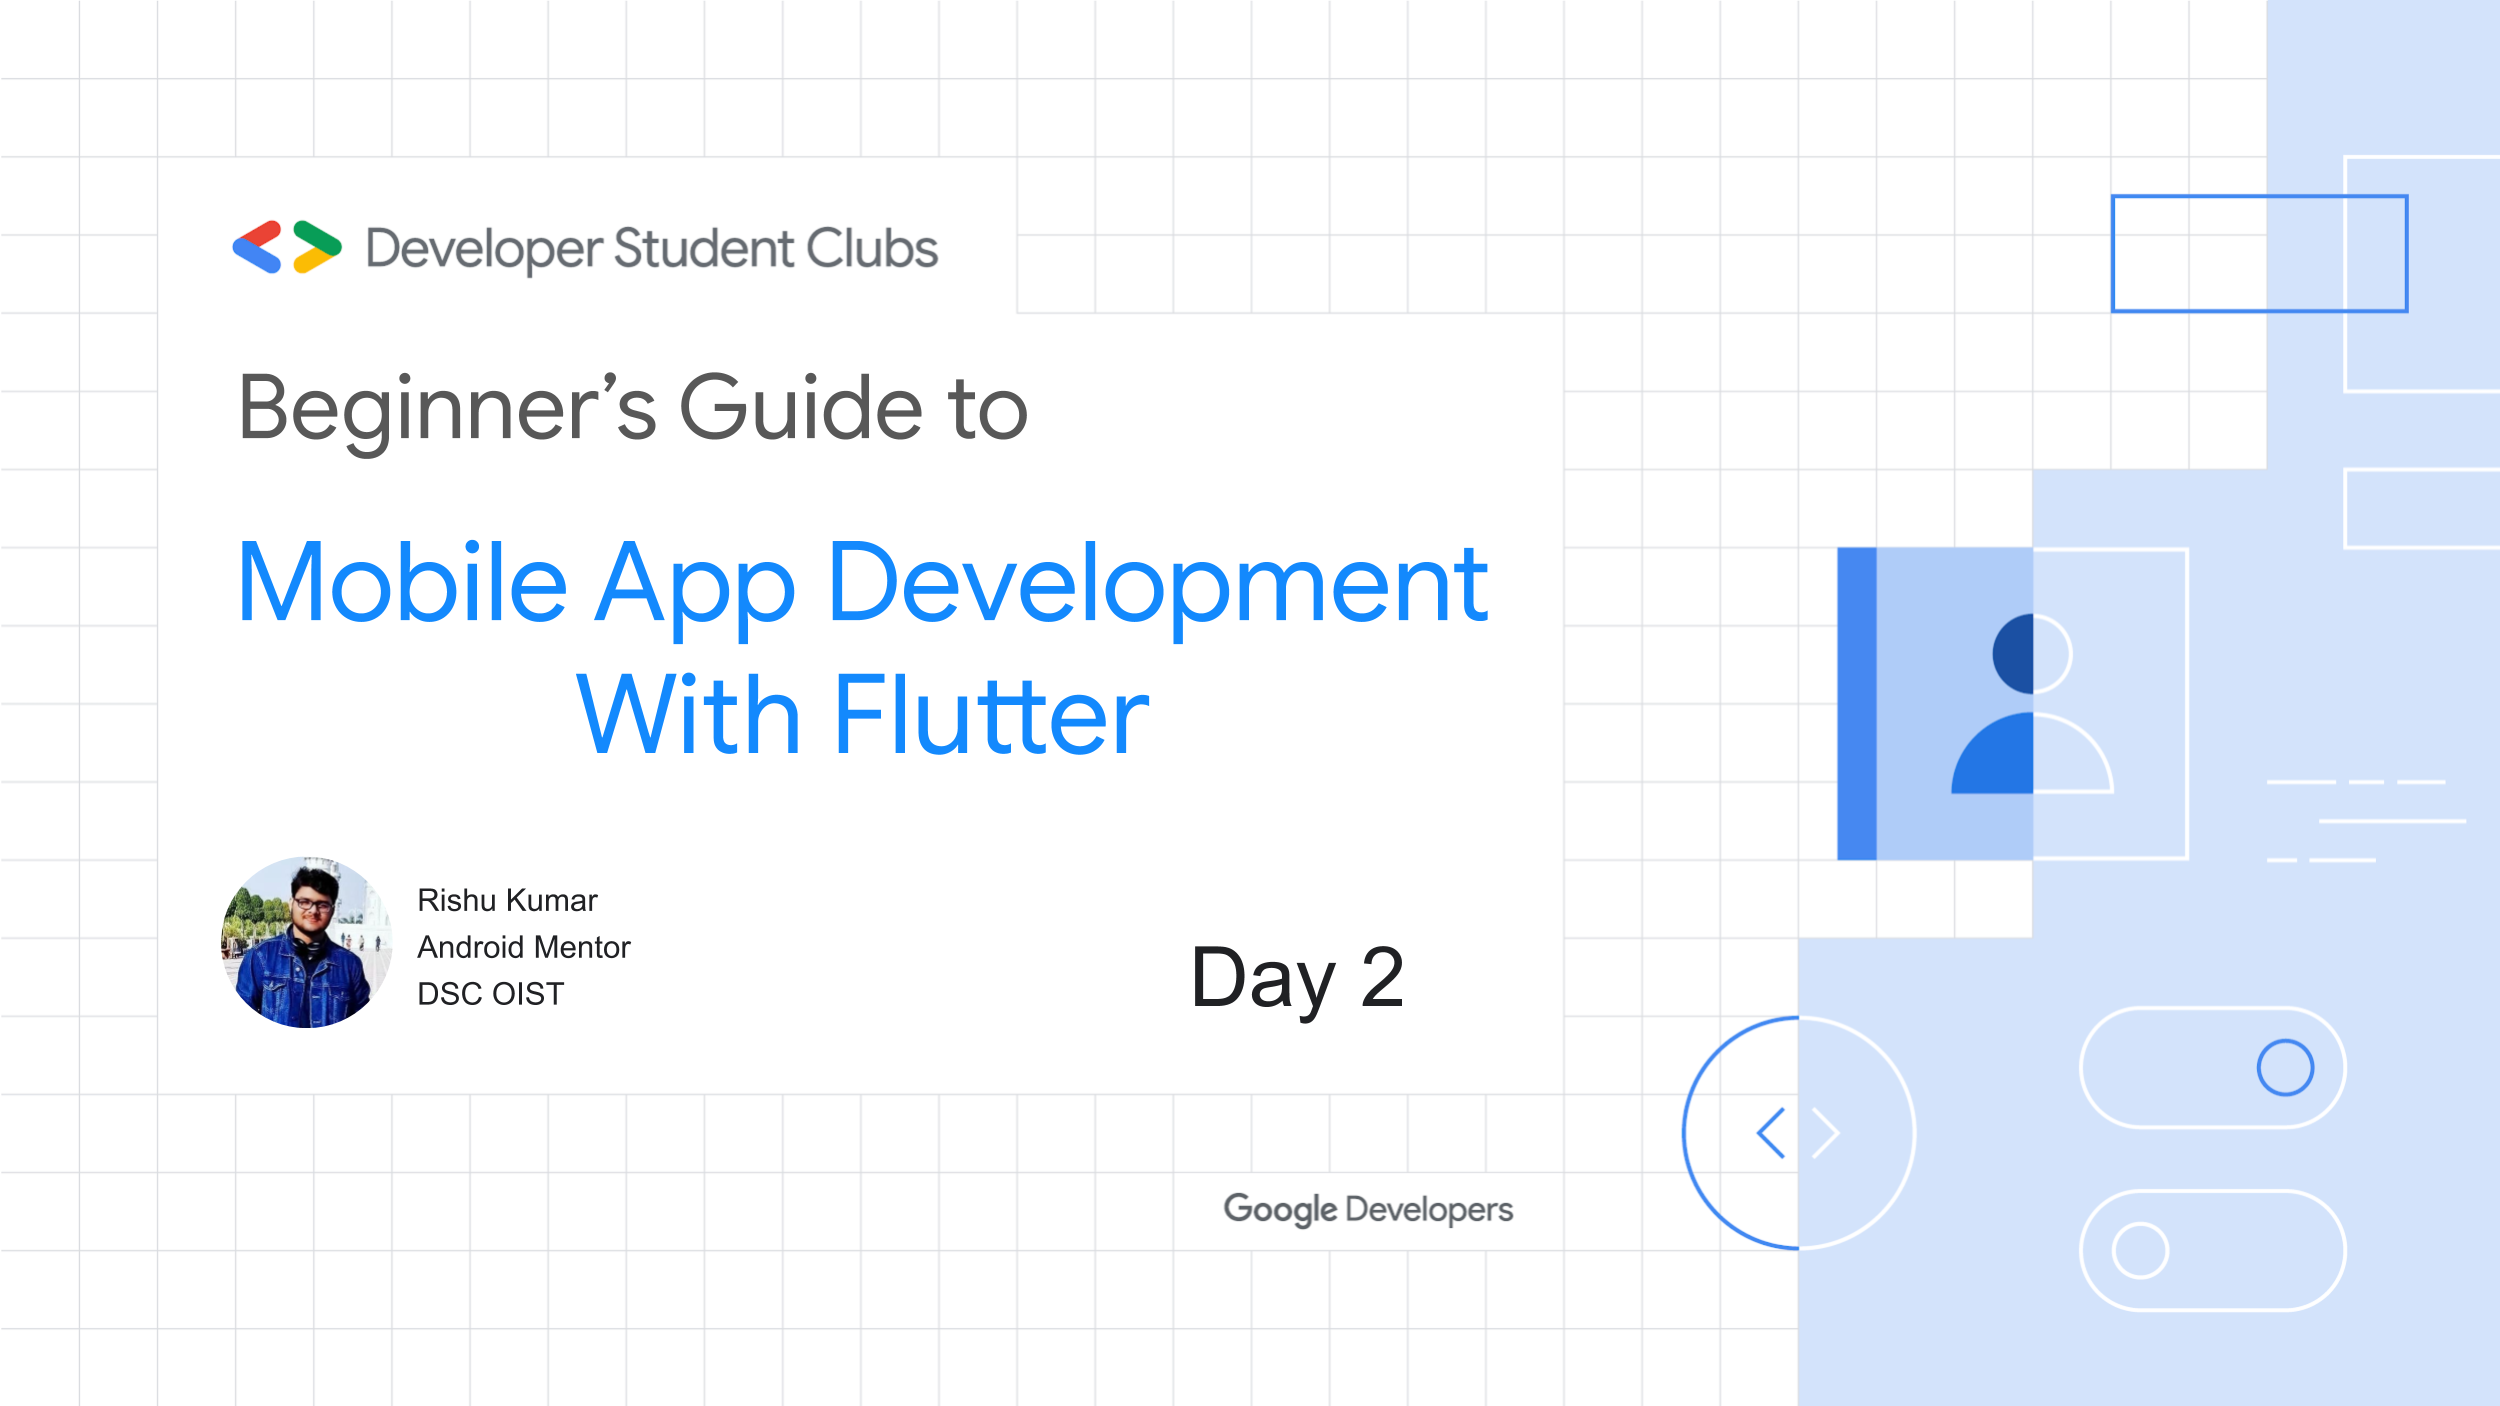 Developer Student Clubs
Beginner’s Guide to
Mobile App Development
With Flutter
Rishu Kumar
Android Mentor
DSC OIST
Day 2
Google Developers